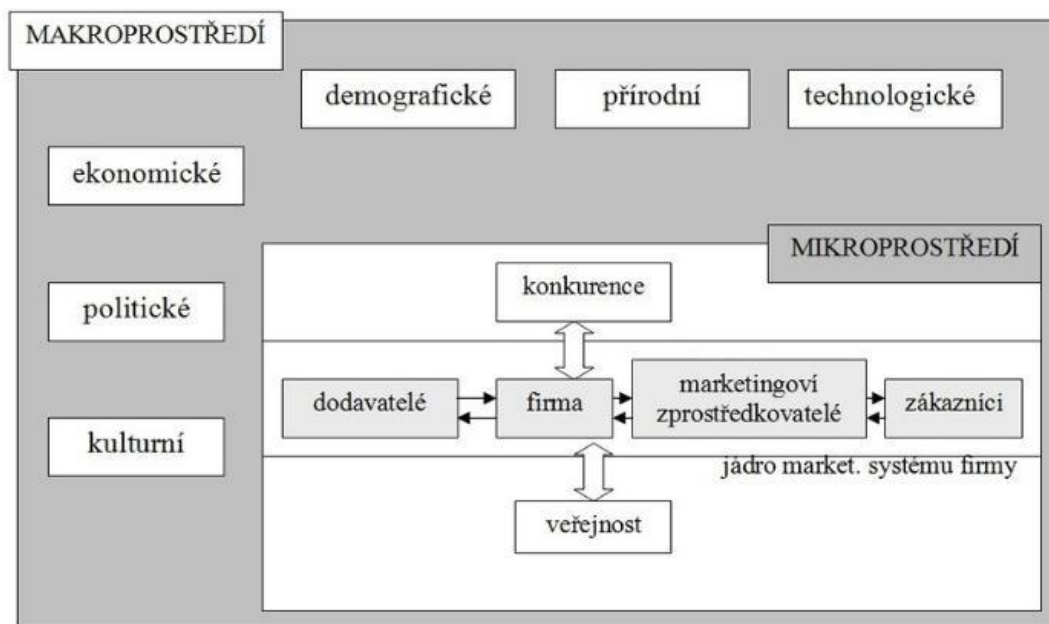 MAKROPROSTŘEDÍ
demografické
přírodní
technologické
ekonomické
MIKROPROSTŘEDÍ
konkurence
politické
dodavatelé
firma
marketingoví
zprostředkovatelé
zákazníci
kulturní
jádro market. systému firmy
veřejnost